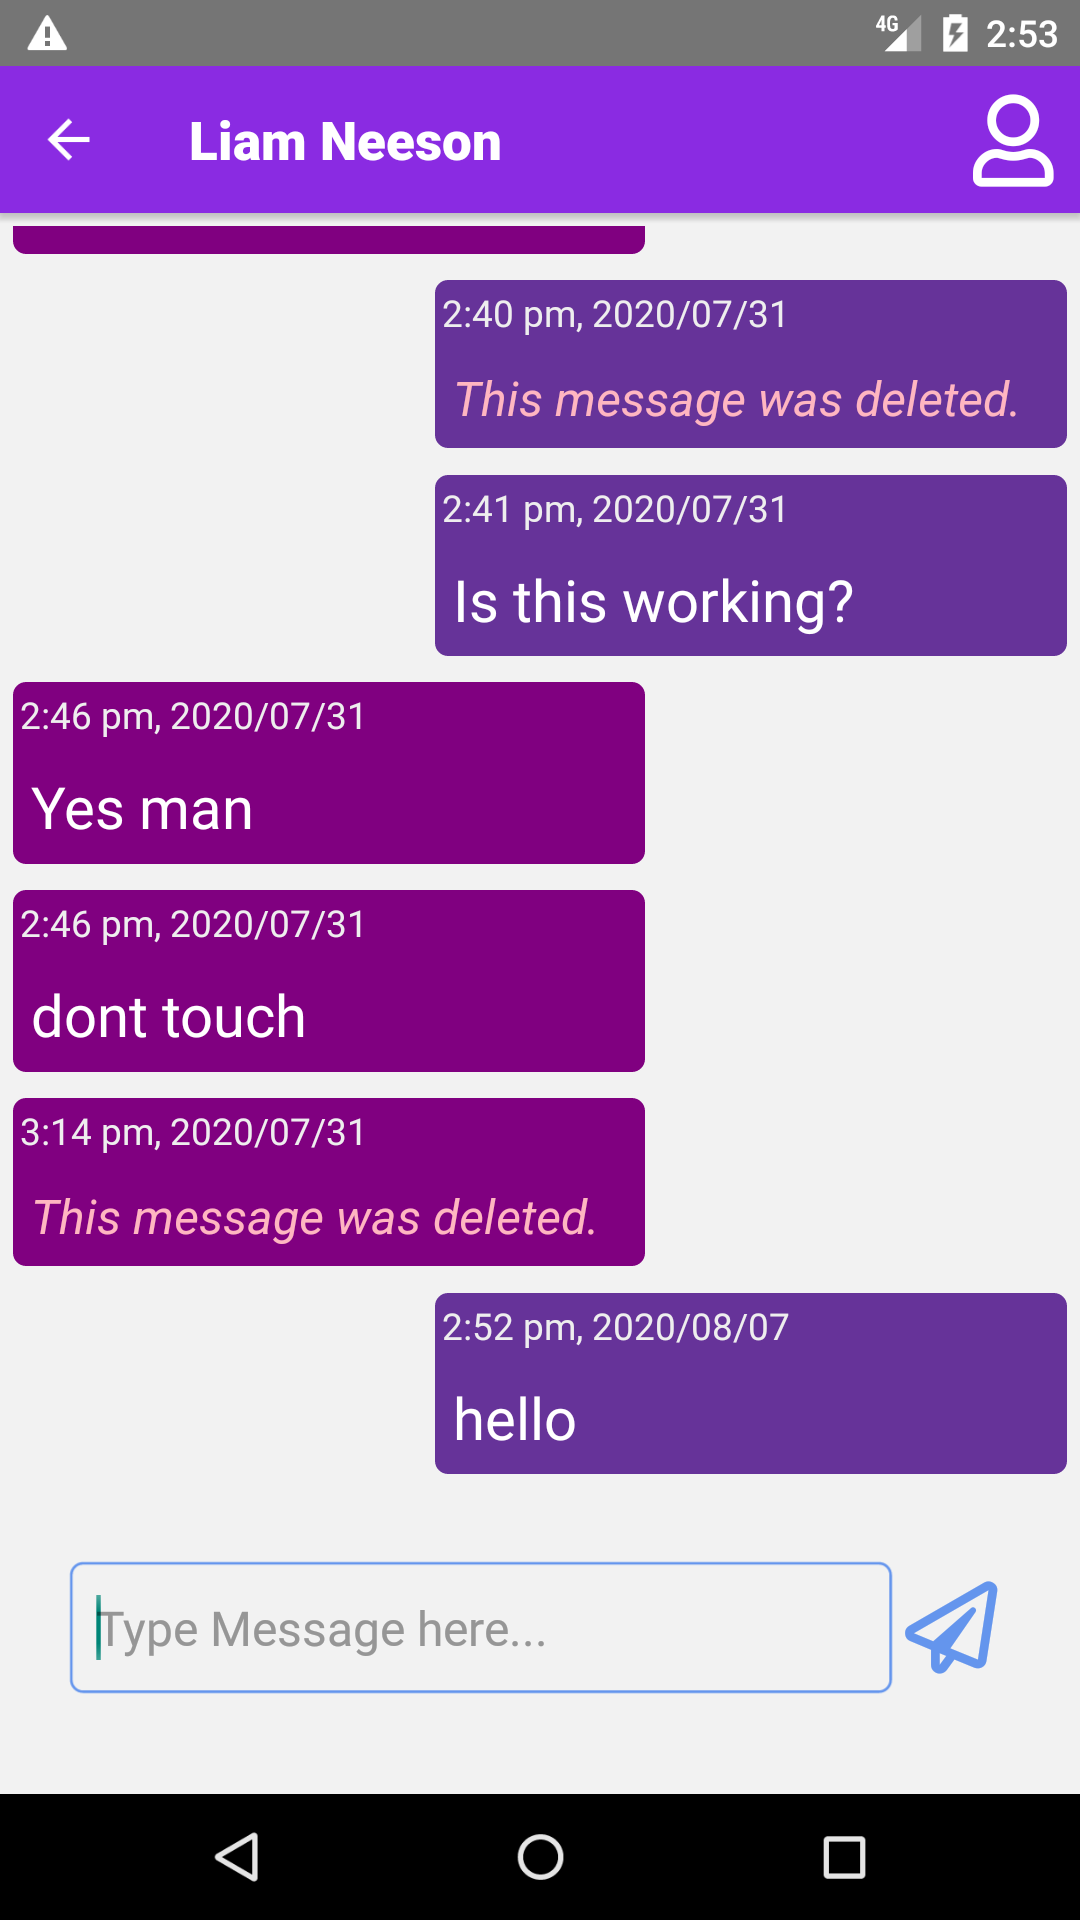 4G 2:53
Liam Neeson
2:40 pm, 2020/07/31
This message was deleted.
2:41 pm, 2020/07/31
Is this working?
2:46 pm, 2020/07/31
Yes man
2:46 pm, 2020/07/31
dont touch
3:14 pm, 2020/07/31
This message was deleted.
2:52 pm, 2020/08/07
hello
Type Message here...